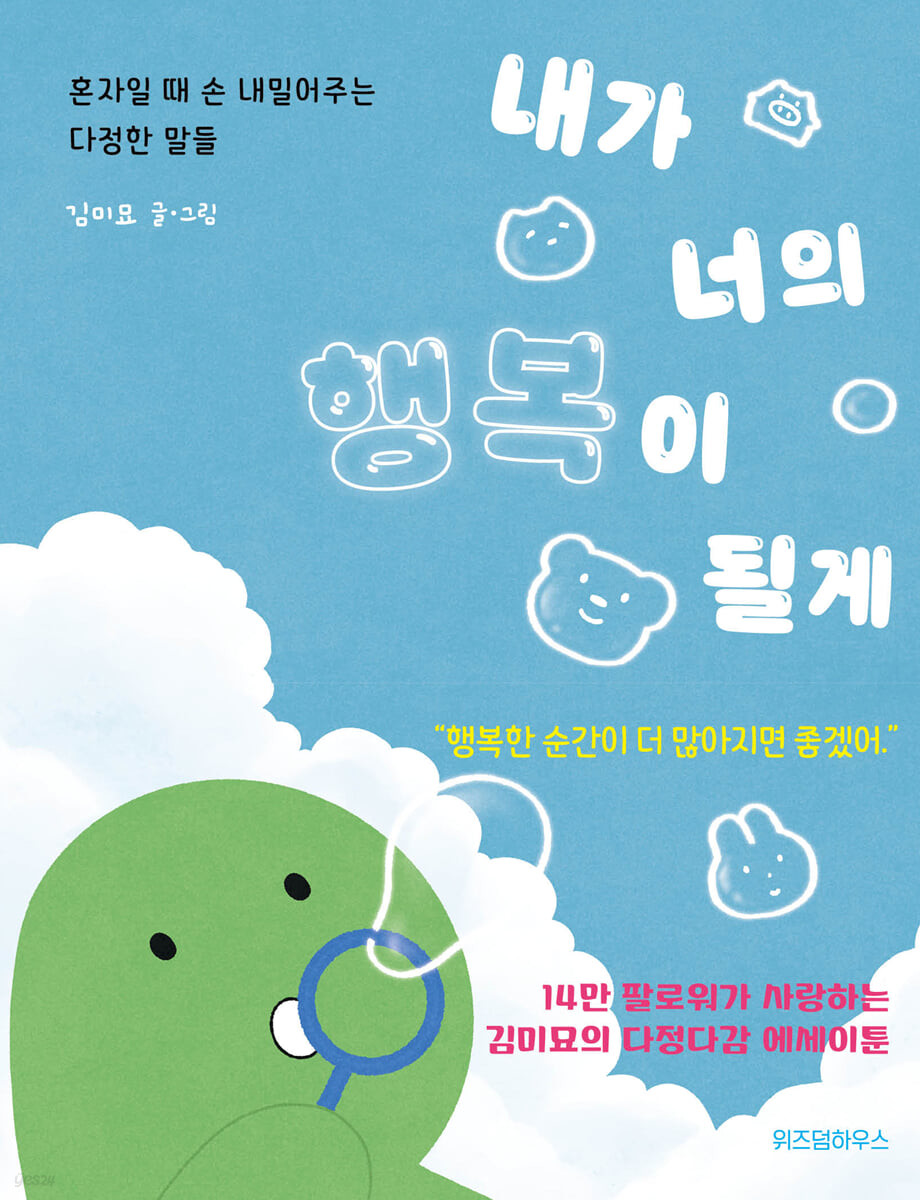 혼자일 때 손 내밀어주는
다정한 말들
김미묘 글·그림
내가
너의
행복이
될게
“행복한 순간이 더 많아지면 좋겠어.”
14만 팔로워가 사랑하는
김미묘의 다정다감 에세이툰
위즈덤하우스
yes24